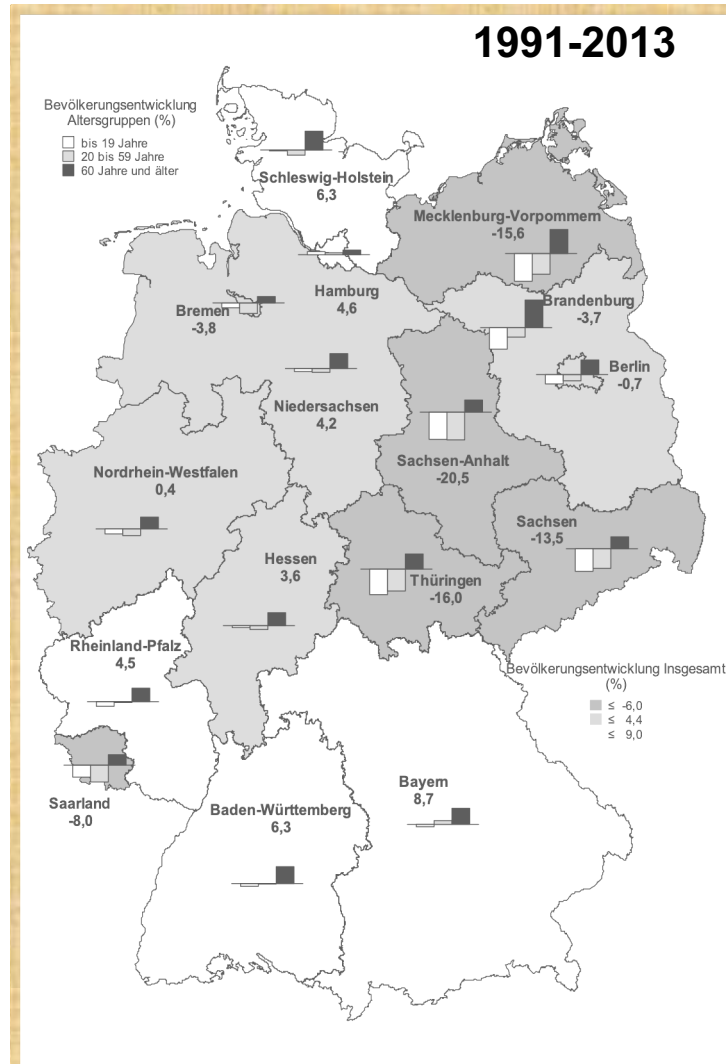 1991-2013
Bevölkerungsentwicklung
Altersgruppen (%)
bis 19 Jahre
20 bis 59 Jahre
60 Jahre und älter
Schleswig-Holstein
6,3
Mecklenburg-Vorpommern
-15,6
Hamburg
4,6
Bremen
-3,8
Brandenburg
-3,7
Berlin
-0,7
Niedersachsen
4,2
Sachsen-Anhalt
-20,5
Nordrhein-Westfalen
0,4
Sachsen
-13,5
Hessen
3,6
Thüringen
-16,0
Rheinland-Pfalz
4,5
Bevölkerungsentwicklung Insgesamt
(%)
≤ -6,0
≤ 4,4
≤ 9,0
Saarland
-8,0
Baden-Württemberg
6,3
Bayern
8,7